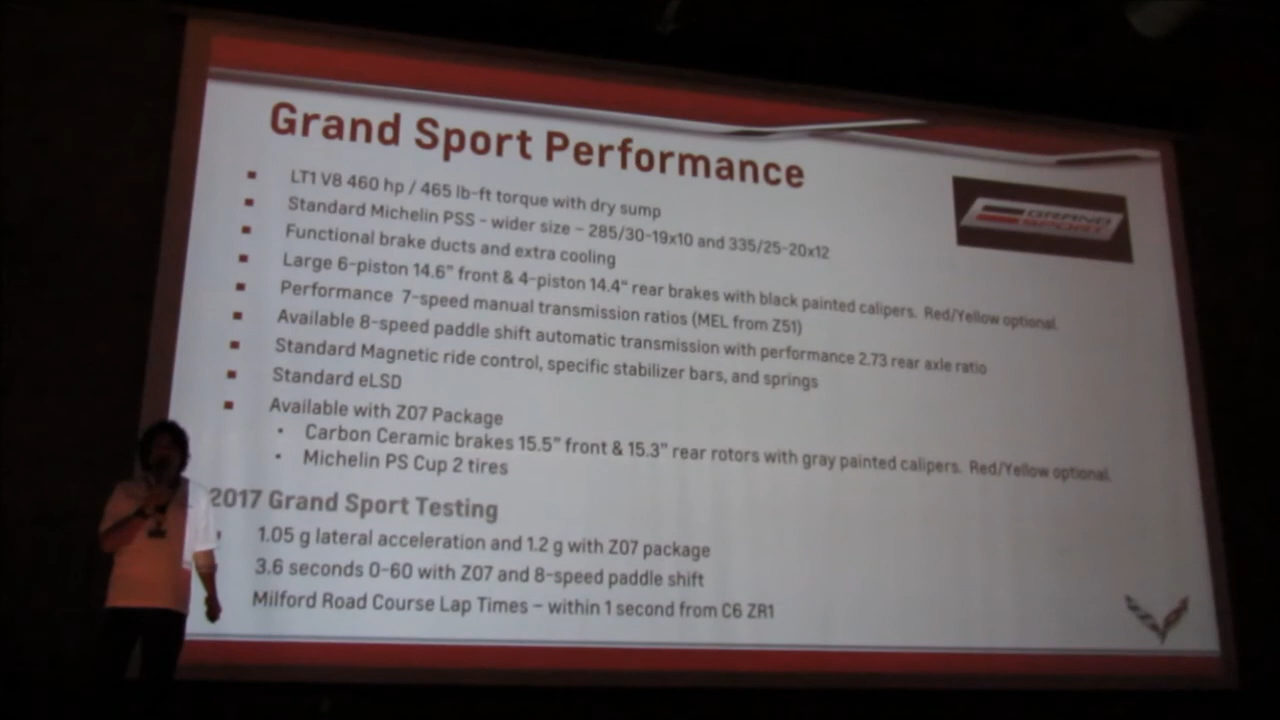 Grand Sport Performance
GRAND
SPORT
▪ LT1 V8 460 hp / 465 lb-ft torque with dry sump
▪ Standard Michelin PSS - wider size - 285/30-19x10 and 335/25-20x12
▪ Functional brake ducts and extra cooling
▪ Large 6-piston 14.6" front & 4-piston 14.4" rear brakes with black painted calipers. Red/Yellow optional.
▪ Performance 7-speed manual transmission ratios (MEL from Z51)
▪ Available 8-speed paddle shift automatic transmission with performance 2.73 rear axle ratio
▪ Standard Magnetic ride control, specific stabilizer bars, and springs
▪ Standard eLSD
▪ Available with Z07 Package
• Carbon Ceramic brakes 15.5" front & 15.3" rear rotors with gray painted calipers. Red/Yellow optional.
• Michelin PS Cup 2 tires
2017 Grand Sport Testing
1.05 g lateral acceleration and 1.2 g with Z07 package
3.6 seconds 0-60 with Z07 and 8-speed paddle shift
Milford Road Course Lap Times - within 1 second from C6 ZR1